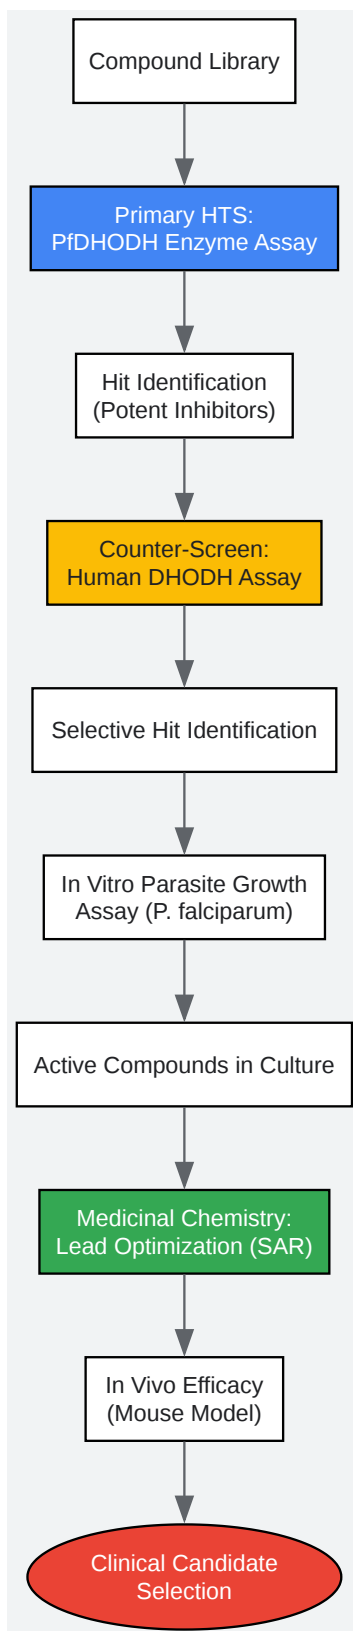 Compound Library
Primary HTS:
PfDHODH Enzyme Assay
Hit Identification
(Potent Inhibitors)
Counter-Screen:
Human DHODH Assay
Selective Hit Identification
In Vitro Parasite Growth
Assay (P. falciparum)
Active Compounds in Culture
Medicinal Chemistry:
Lead Optimization (SAR)
In Vivo Efficacy
(Mouse Model)
Clinical Candidate
Selection